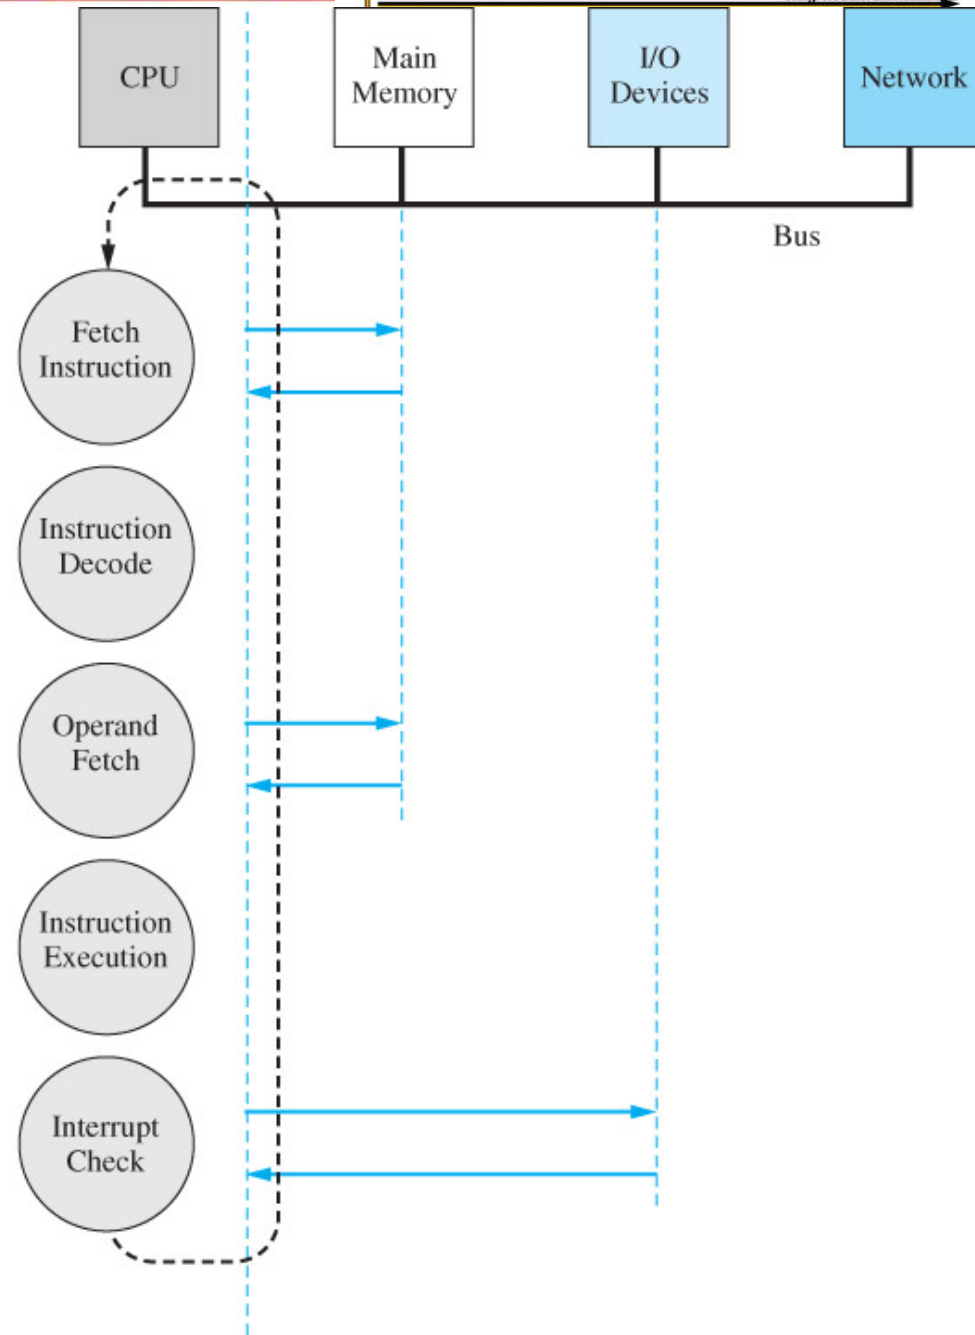 CPU
Main
Memory
I/O
Devices
Network
Bus
Fetch
Instruction
Instruction
Decode
Operand
Fetch
Instruction
Execution
Interrupt
Check